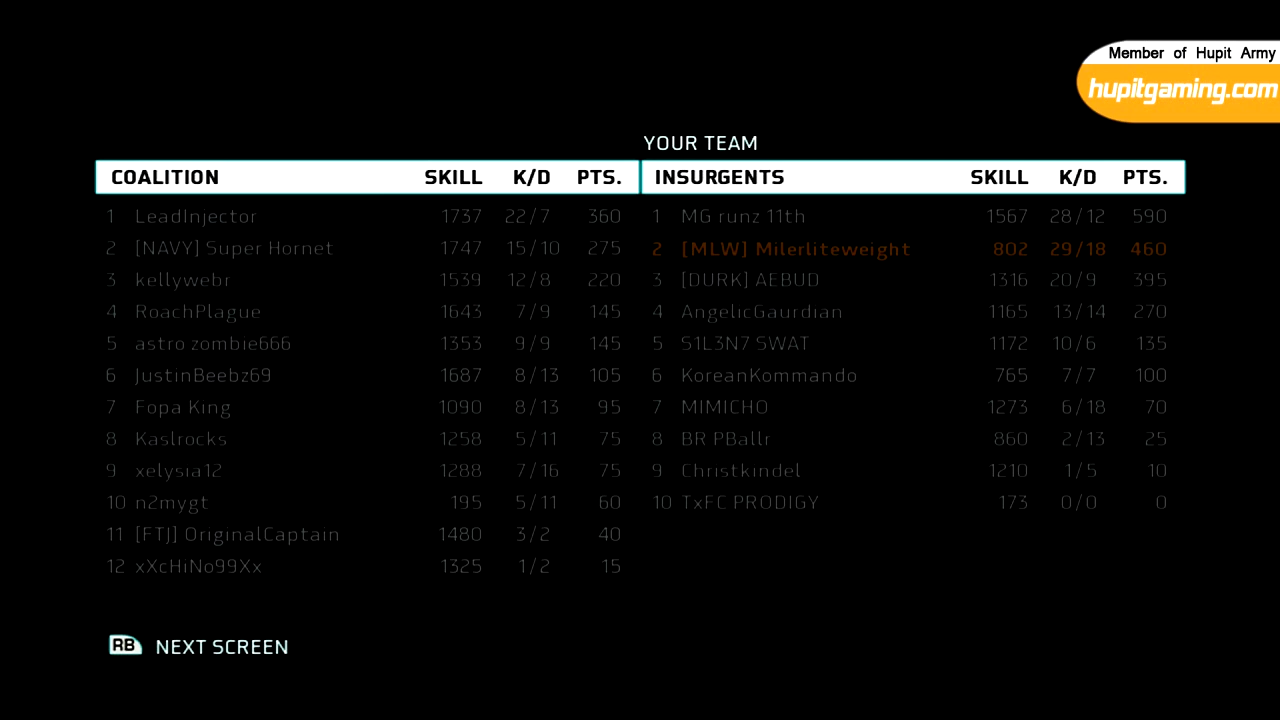 Member of Hupit Army
hupitgaming.com
YOUR TEAM
COALITION SKILL K/D PTS. INSURGENTS SKILL K/D PTS.
1 LeadInjector 1737 22/7 360 1 MG runz 11th 1567 28/12 590
2 [NAVY] Super Hornet 1747 15/10 275 2 [MLW] Milerliteweight 802 29/18 460
3 kellywebr 1539 12/8 220 3 [DURK] AEBUD 1316 20/9 395
4 RoachPlague 1643 7/9 145 4 AngelicGaurdian 1165 13/14 270
5 astro zombie666 1353 9/9 145 5 S1L3N7 SWAT 1172 10/6 135
6 JustinBeebz69 1687 8/13 105 6 KoreanKommando 765 7/7 100
7 Fopa King 1090 8/13 95 7 MIMICHO 1273 6/18 70
8 Kaslrocks 1258 5/11 75 8 BR PBallr 860 2/13 25
9 xelysia12 1288 7/16 75 9 Christkindel 1210 1/5 10
10 n2mygt 195 5/11 60 10 TxFC PRODIGY 173 0/0 0
11 [FTJ] OriginalCaptain 1480 3/2 40
12 xXcHiNo99Xx 1325 1/2 15
RB NEXT SCREEN